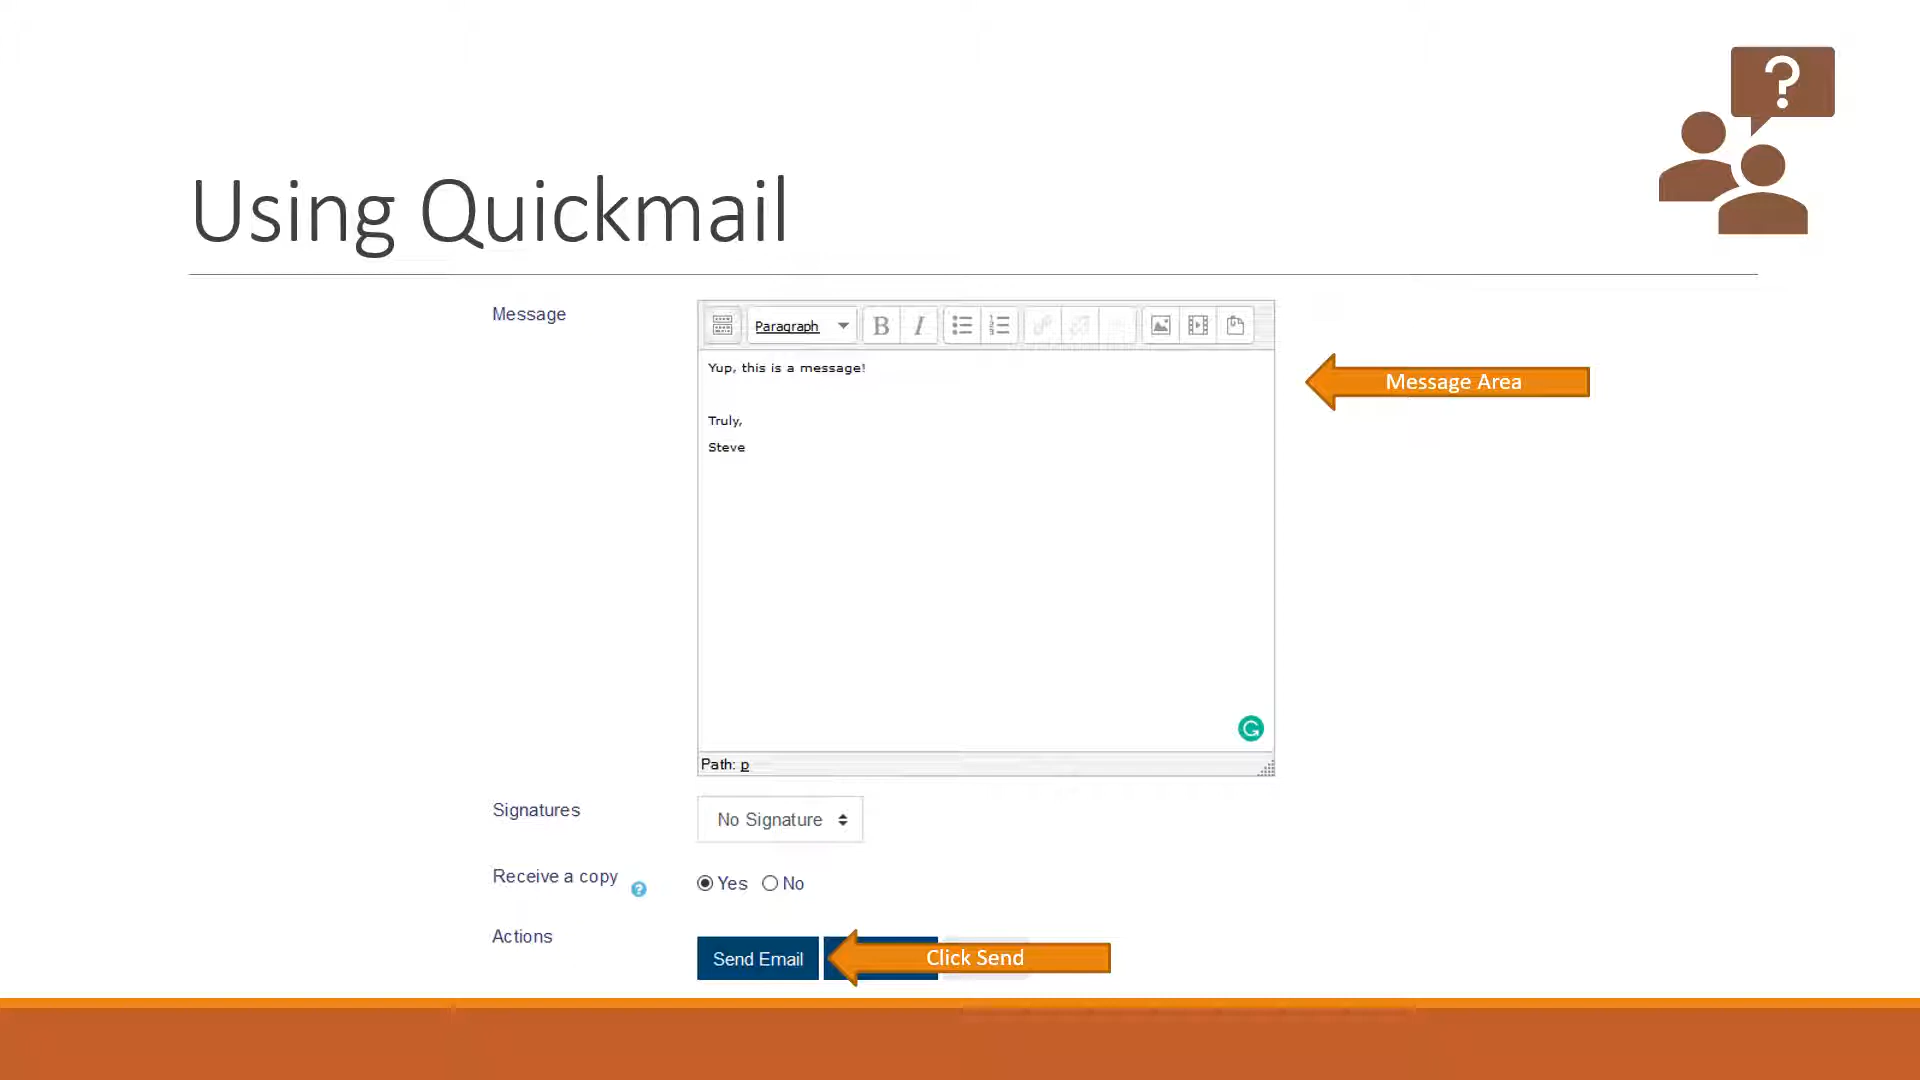 ?
Using Quickmail
Message
Paragraph B I
Yup, this is a message!
Message Area
Truly,
Steve
Path: p
Signatures
No Signature
Receive a copy ?
Yes No
Actions
Send Email
Click Send